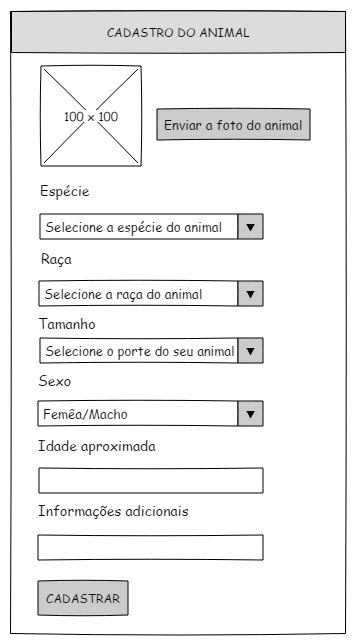 CADASTRO DO ANIMAL
100 x 100
Enviar a foto do animal
Espécie
Selecione a espécie do animal
Raça
Selecione a raça do animal
Tamanho
Selecione o porte do seu animal
Sexo
Femêa/Macho
Idade aproximada
Informações adicionais
CADASTRAR